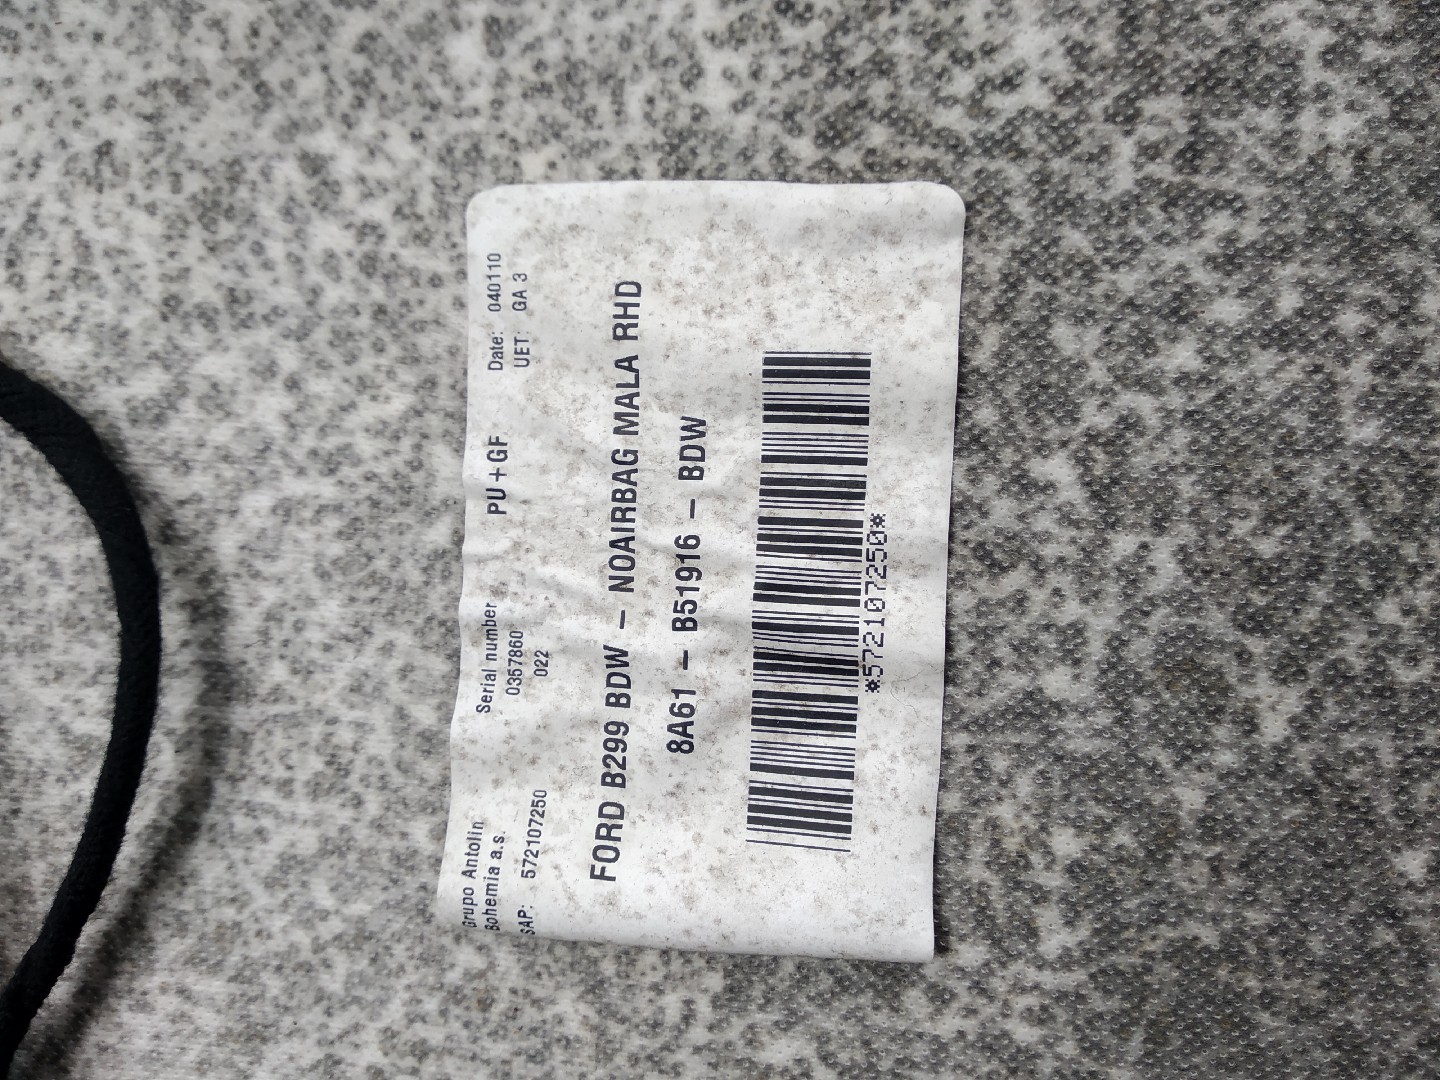 Grupo Antolin
Bohemia a.s.
SAP: 572107250
Serial number
0357860
022
PU+GF
Date: 040110
UET: GA 3
FORD B299 BDW – NOAIRBAG MALA RHD
8A61 – B51916 – BDW
*572107250*